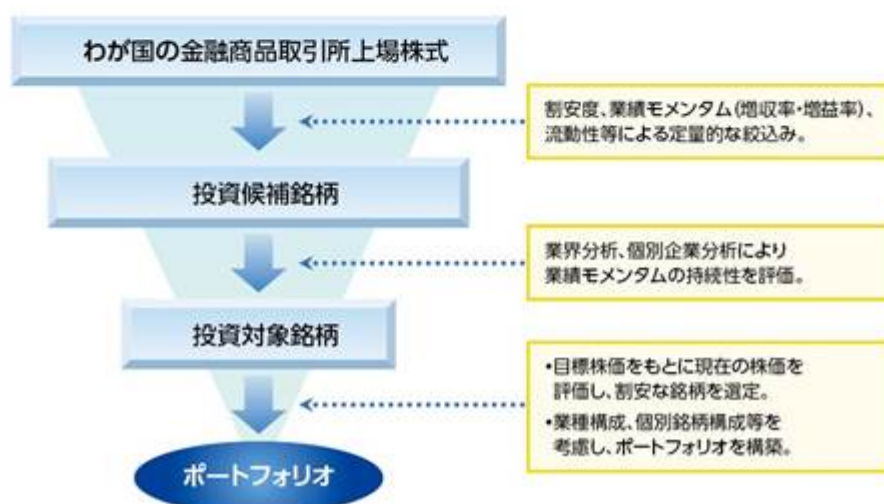 わが国の金融商品取引所上場株式
割安度、業績モメンタム(増収率・増益率)、
流動性等による定量的な絞込み。
投資候補銘柄
業界分析、個別企業分析により
業績モメンタムの持続性を評価。
投資対象銘柄
・目標株価をもとに現在の株価を
評価し、割安な銘柄を選定。
・業種構成、個別銘柄構成等を
考慮し、ポートフォリオを構築。
ポートフォリオ